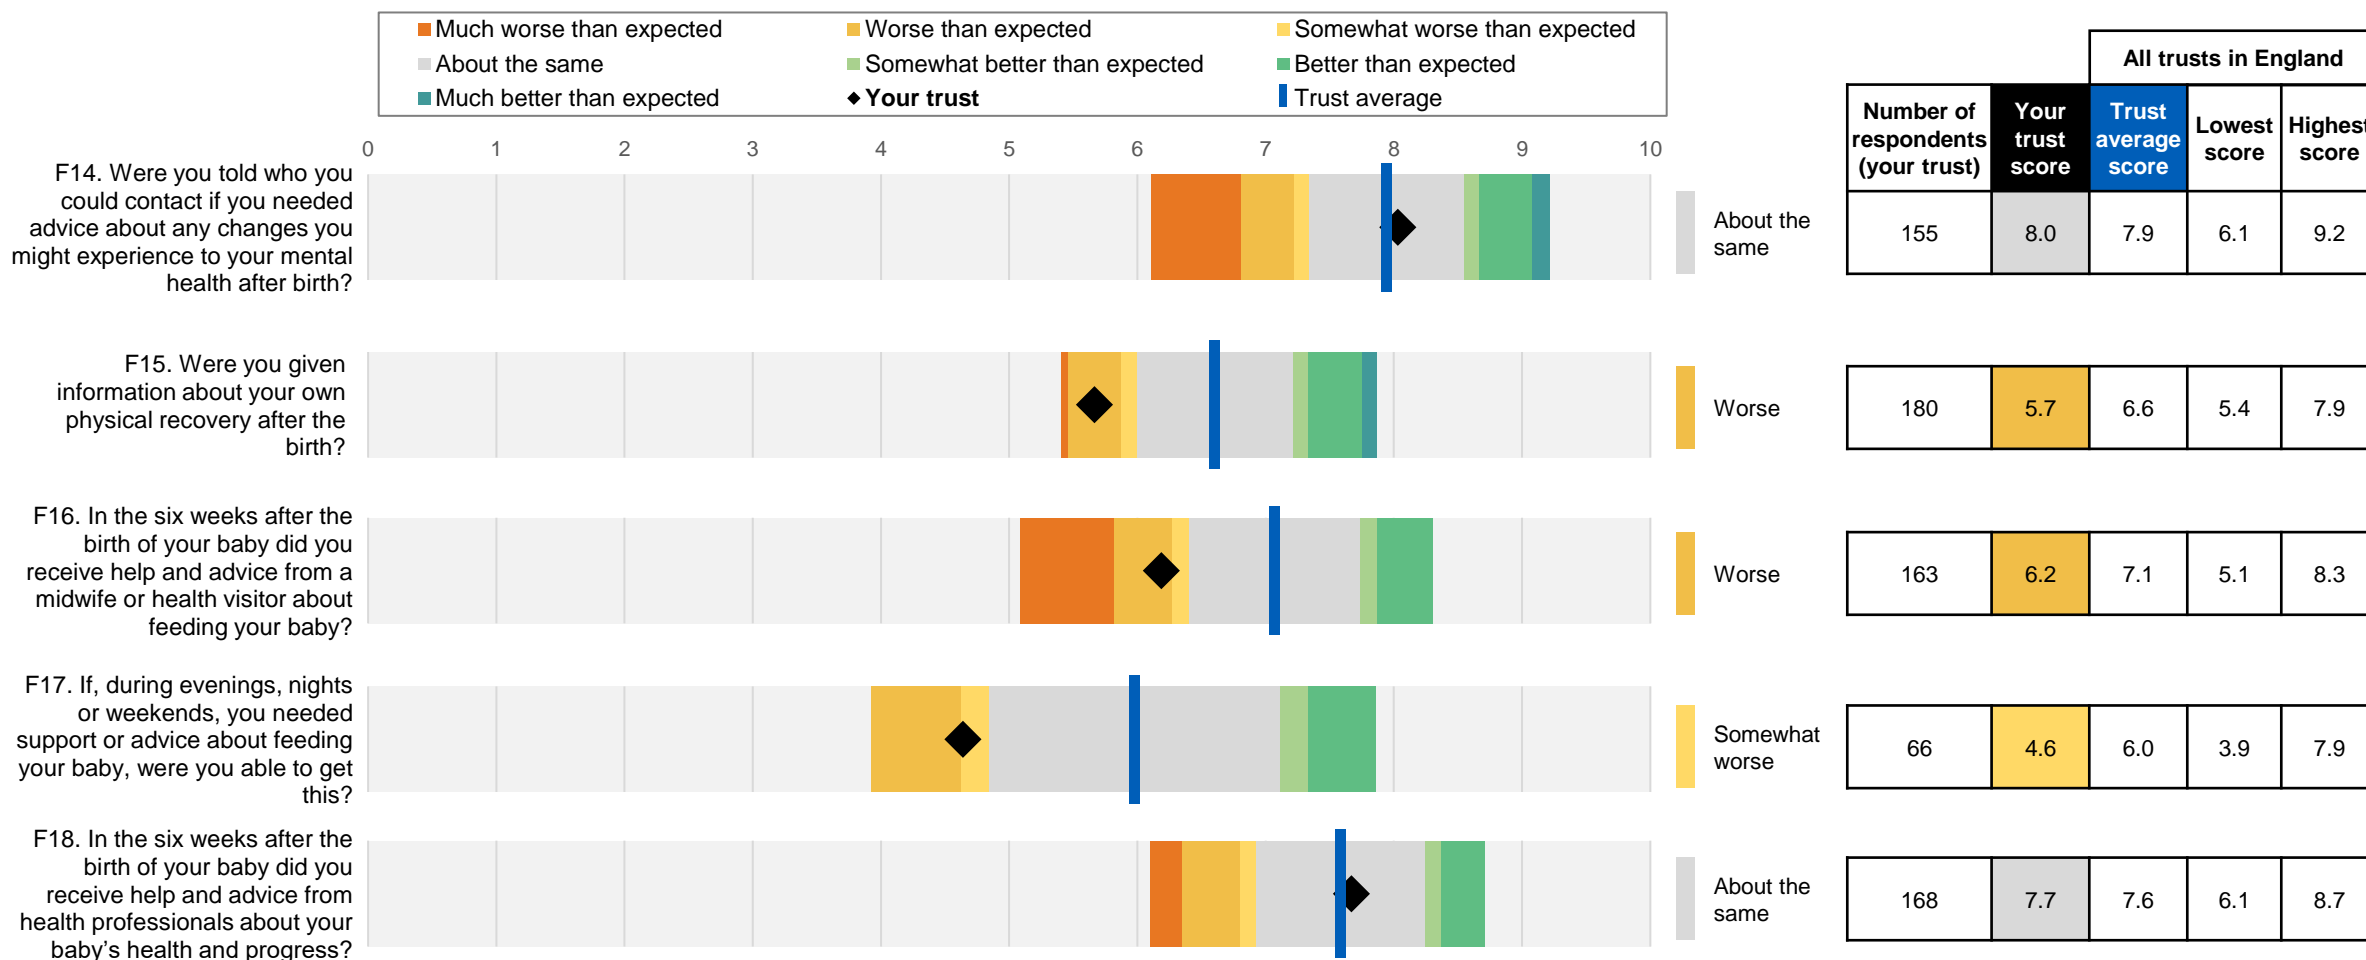 Much worse than expected
Worse than expected
Somewhat worse than expected
About the same
Somewhat better than expected
Better than expected
Much better than expected
Your trust
Trust average
All trusts in England
Number of
respondents
(your trust)
Your
trust
score
Trust
average
score
Lowest
score
Highest
score
0 1 2 3 4 5 6 7 8 9 10
F14. Were you told who you
could contact if you needed
advice about any changes you
might experience to your mental
health after birth?
About the
same
155 8.0 7.9 6.1 9.2
F15. Were you given
information about your own
physical recovery after the
birth?
Worse
180 5.7 6.6 5.4 7.9
F16. In the six weeks after the
birth of your baby did you
receive help and advice from a
midwife or health visitor about
feeding your baby?
Worse
163 6.2 7.1 5.1 8.3
F17. If, during evenings, nights
or weekends, you needed
support or advice about feeding
your baby, were you able to get
this?
Somewhat
worse
66 4.6 6.0 3.9 7.9
F18. In the six weeks after the
birth of your baby did you
receive help and advice from
health professionals about your
baby’s health and progress?
About the
same
168 7.7 7.6 6.1 8.7